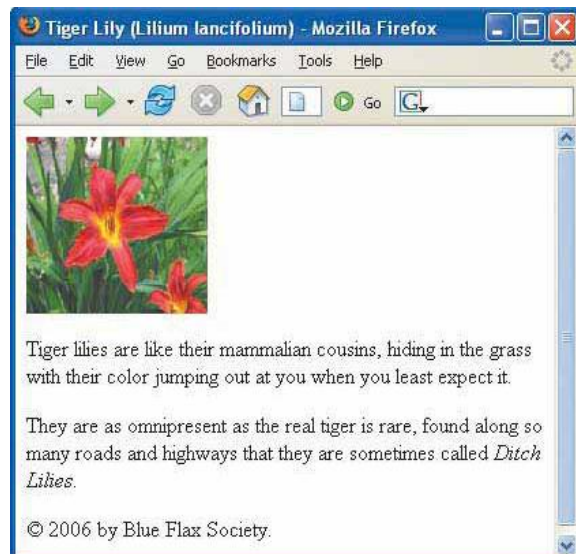 Tiger Lily (Lilium lancifolium) - Mozilla Firefox
File Edit View Go Bookmarks Tools Help
Go G
Tiger lilies are like their mammalian cousins, hiding in the grass
with their color jumping out at you when you least expect it.
They are as omnipresent as the real tiger is rare, found along so
many roads and highways that they are sometimes called Ditch
Lilies.
© 2006 by Blue Flax Society.